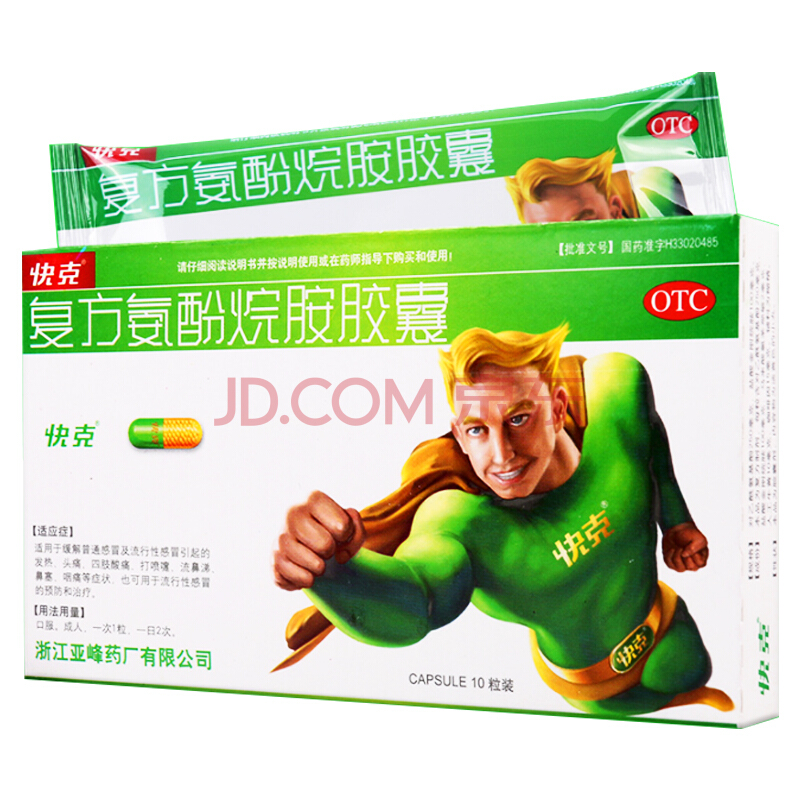 快克
OTC
复方氨酚烷胺胶囊
快克®
请仔细阅读说明书并按说明使用或在药师指导下购买和使用!
【批准文号】 国药准字H33020485
复方氨酚烷胺胶囊
OTC
JD.COM 京东
快克®
快克®
【适应症】
适用于缓解普通感冒及流行性感冒引起的
发热、头痛、四肢酸痛、打喷嚏、流鼻涕、
鼻塞、咽痛等症状,也可用于流行性感冒
的预防和治疗。
【用法用量】
口服。成人,一次1粒,一日2次。
浙江亚峰药厂有限公司
快克
CAPSULE 10 粒装
快克®